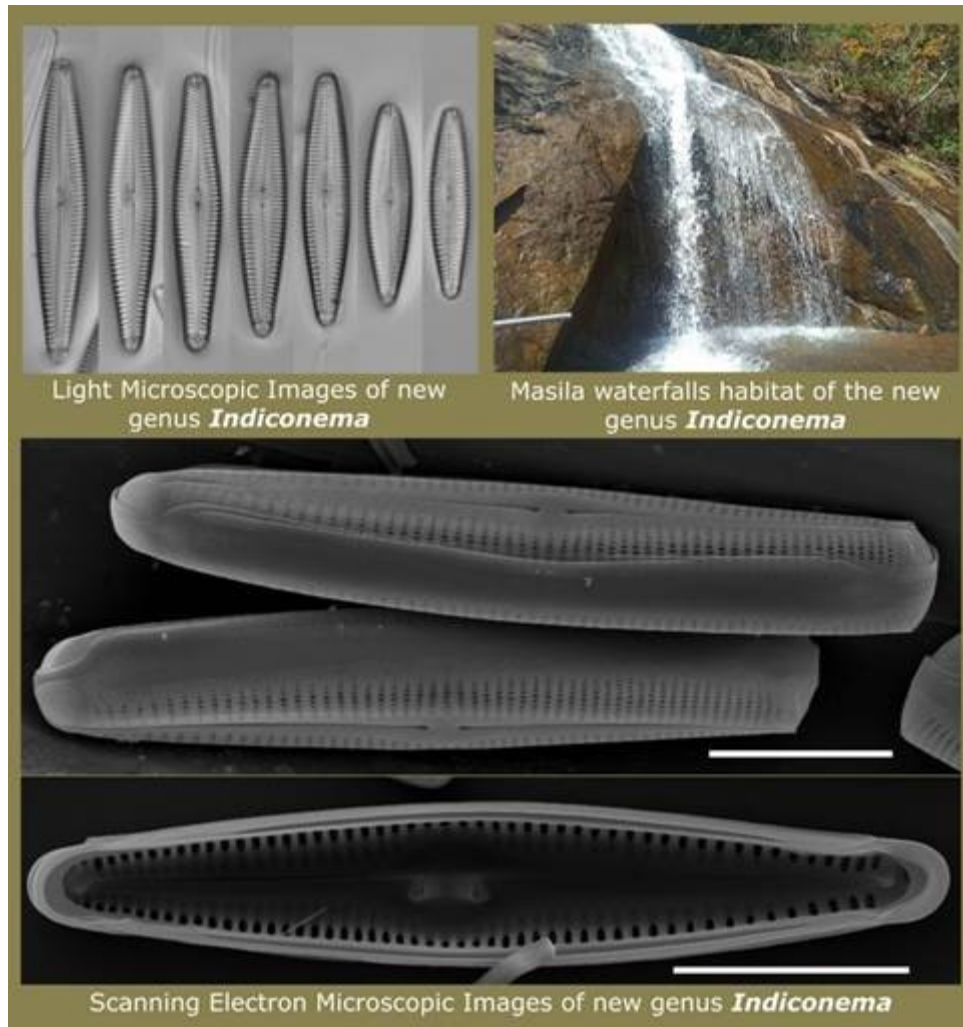 Light Microscopic Images of new
genus Indiconema
Masila waterfalls habitat of the new
genus Indiconema
Scanning Electron Microscopic Images of new genus Indiconema